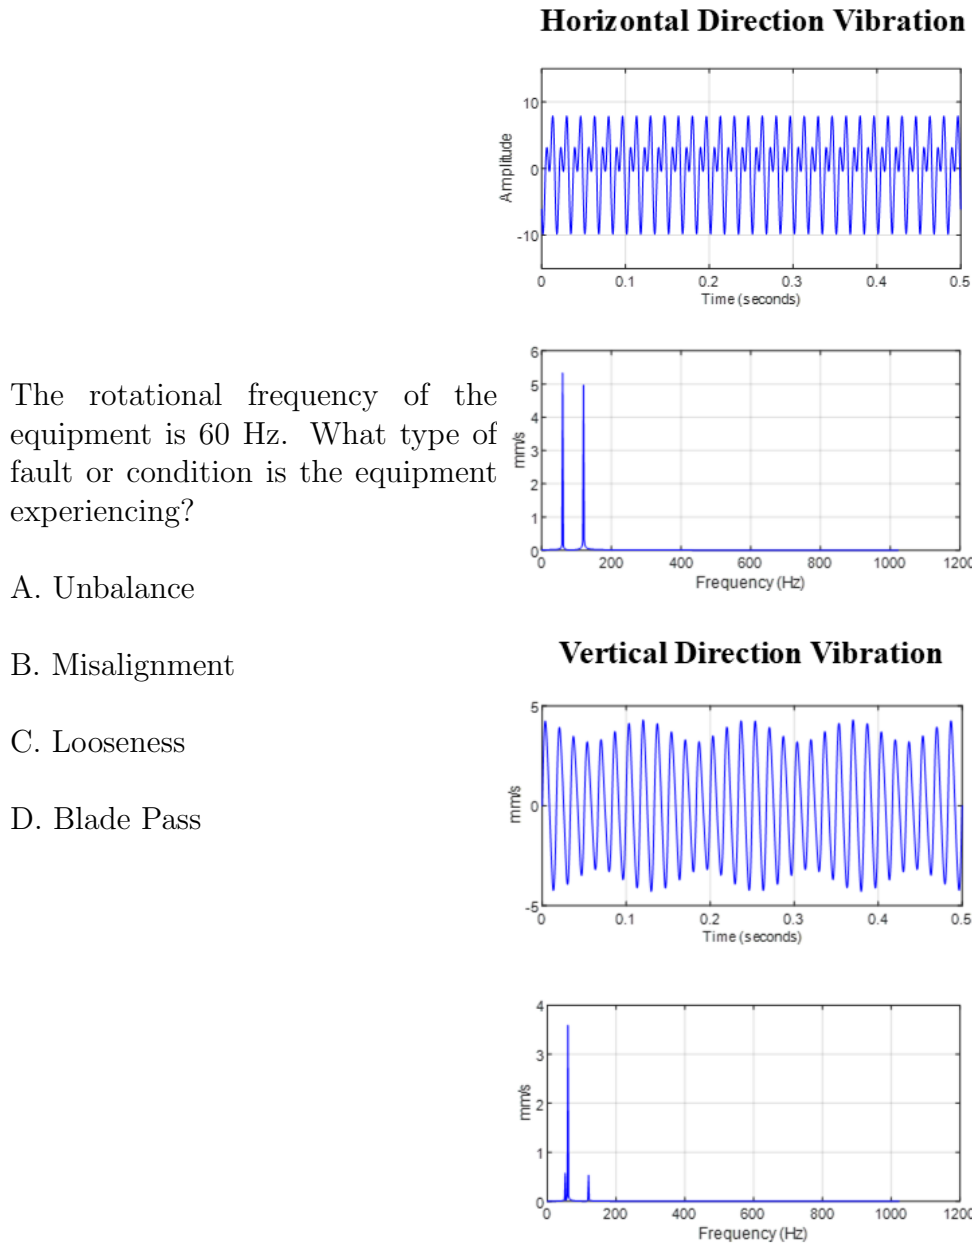 Horizontal Direction Vibration
10
0
-10
Amplitude
0 0.1 0.2 0.3 0.4 0.5
Time (seconds)
6
5
4
3
2
1
0
mm/s
0 200 400 600 800 1000 1200
Frequency (Hz)
The rotational frequency of the
equipment is 60 Hz. What type of
fault or condition is the equipment
experiencing?
A. Unbalance
B. Misalignment
C. Looseness
D. Blade Pass
Vertical Direction Vibration
5
0
-5
mm/s
0 0.1 0.2 0.3 0.4 0.5
Time (seconds)
4
3
2
1
0
mm/s
0 200 400 600 800 1000 1200
Frequency (Hz)